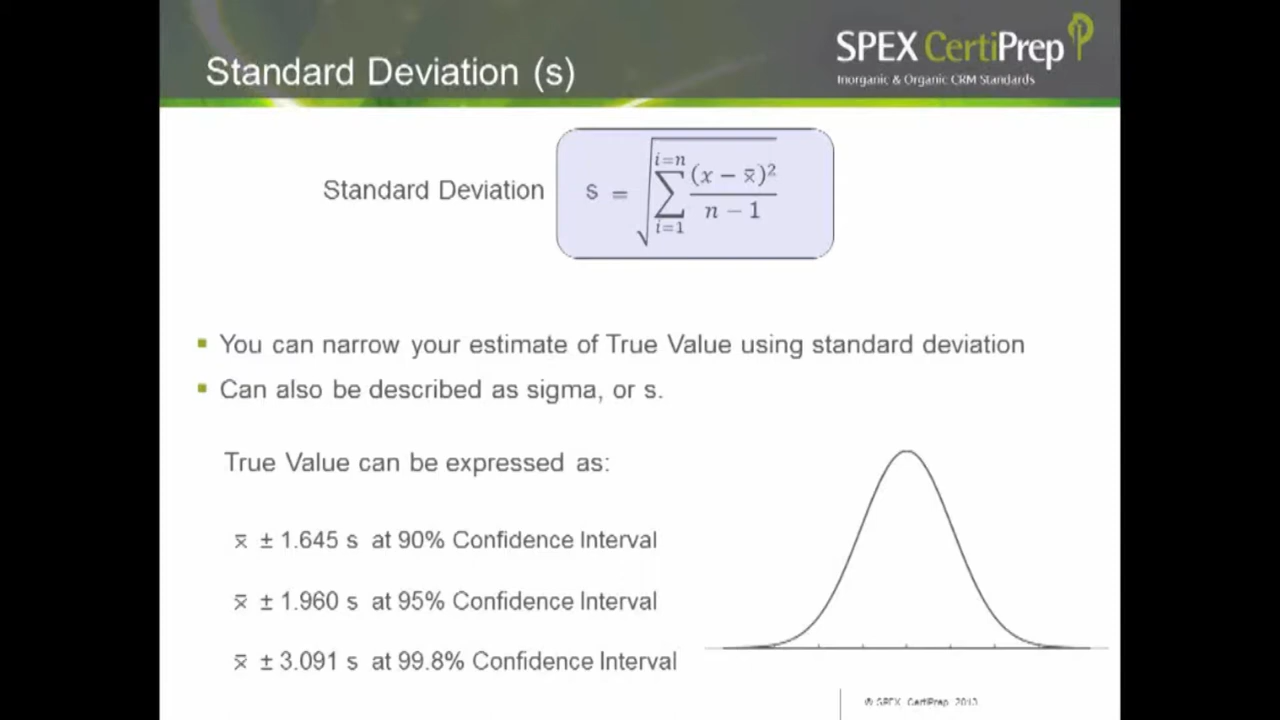 SPEX CertiPrep
Inorganic & Organic CRM Standards
Standard Deviation (s)
Standard Deviation
s = √ i=n ∑ i=1 (x − x̄)² / n − 1
▪ You can narrow your estimate of True Value using standard deviation
▪ Can also be described as sigma, or s.
True Value can be expressed as:
x̄ ± 1.645 s at 90% Confidence Interval
x̄ ± 1.960 s at 95% Confidence Interval
x̄ ± 3.091 s at 99.8% Confidence Interval
© SPEX CertiPrep 2013